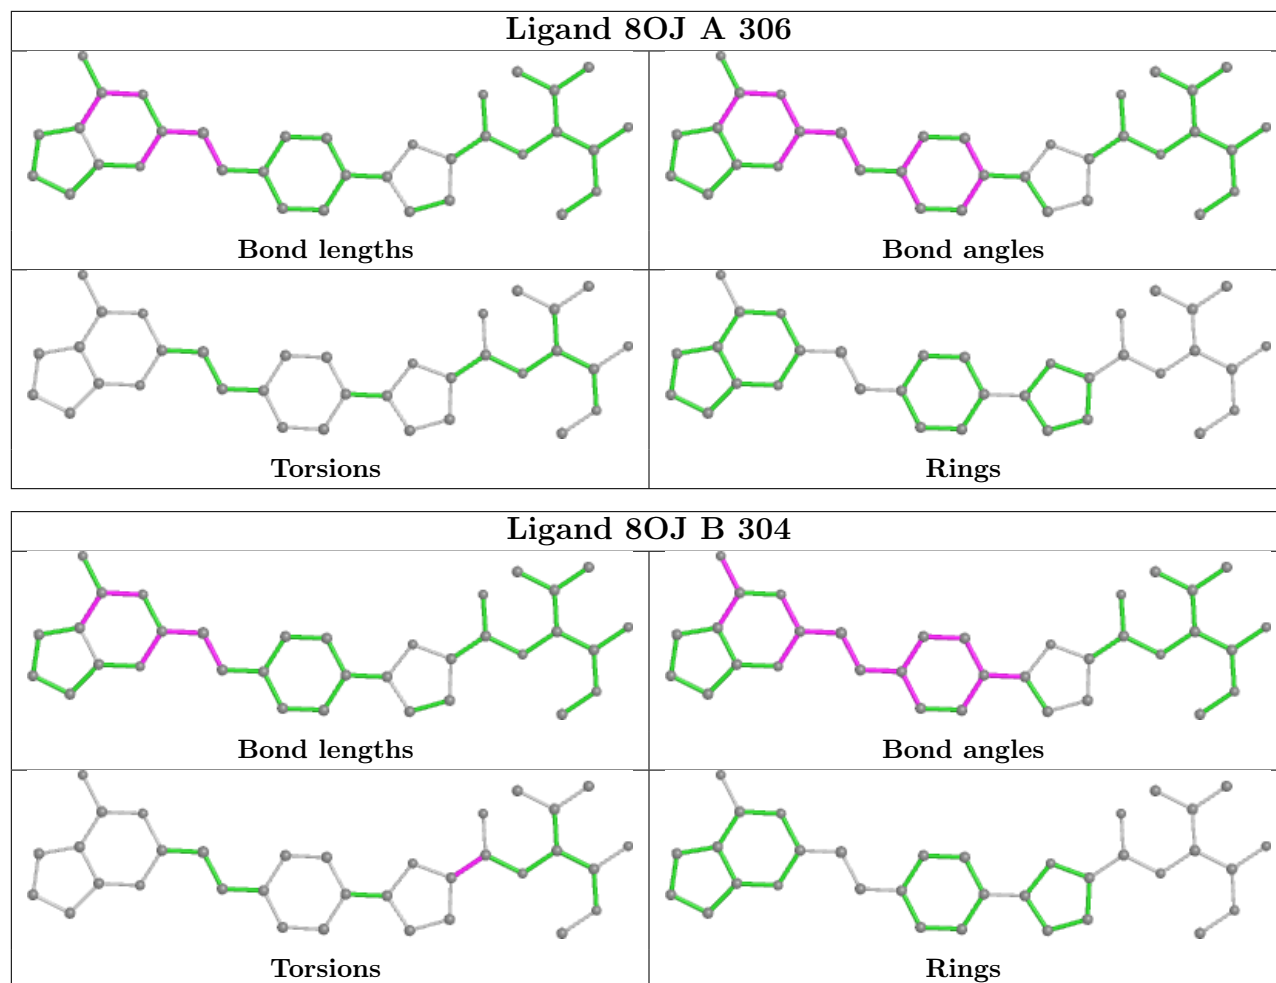 Ligand 8OJ A 306
Bond lengths
Bond angles
Torsions
Rings
Ligand 8OJ B 304
Bond lengths
Bond angles
Torsions
Rings